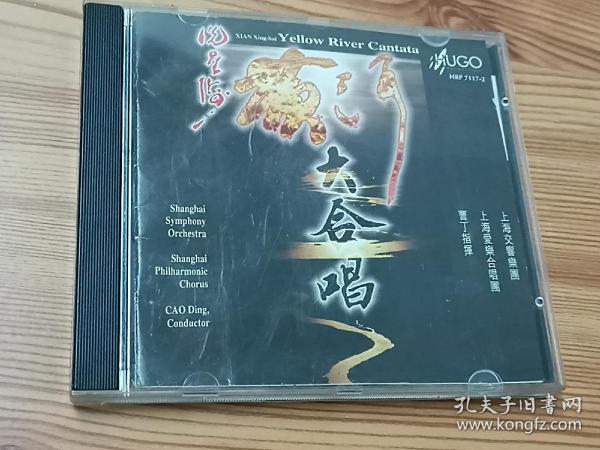 XIAN Xing-hai Yellow River Cantata
HUGO
HRP 7117-2
冼星海
黃河
大合唱
Shanghai
Symphony
Orchestra
Shanghai
Philharmonic
Chorus
CAO Ding,
Conductor
上海交響樂團
上海愛樂合唱團
曹丁指揮
孔夫子旧書网
www.kongfz.com